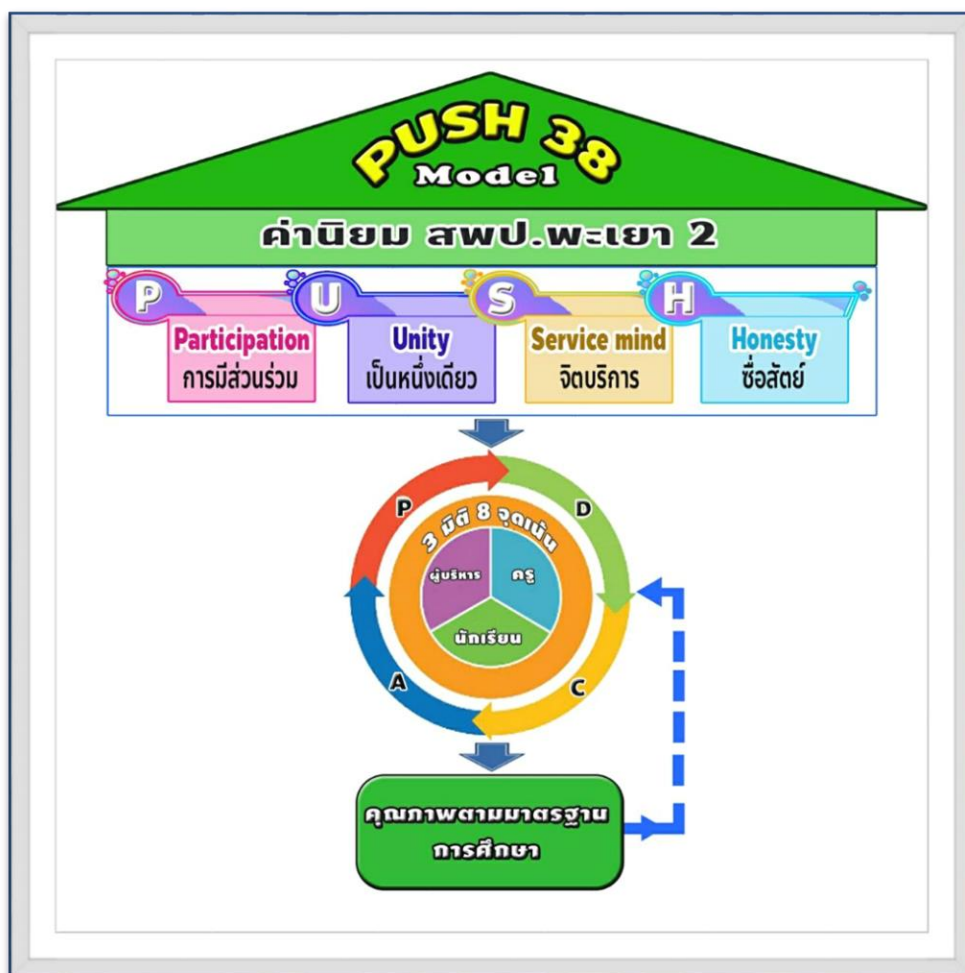 PUSH 38
Model
ค่านิยม สพป.พะเยา 2
P U S H
Participation
การมีส่วนร่วม
Unity
เป็นหนึ่งเดียว
Service mind
จิตบริการ
Honesty
ซื่อสัตย์
P
D
3 มิติ 8 จุดเน้น
ผู้บริหาร
ครู
นักเรียน
A
C
คุณภาพตามมาตรฐาน
การศึกษา